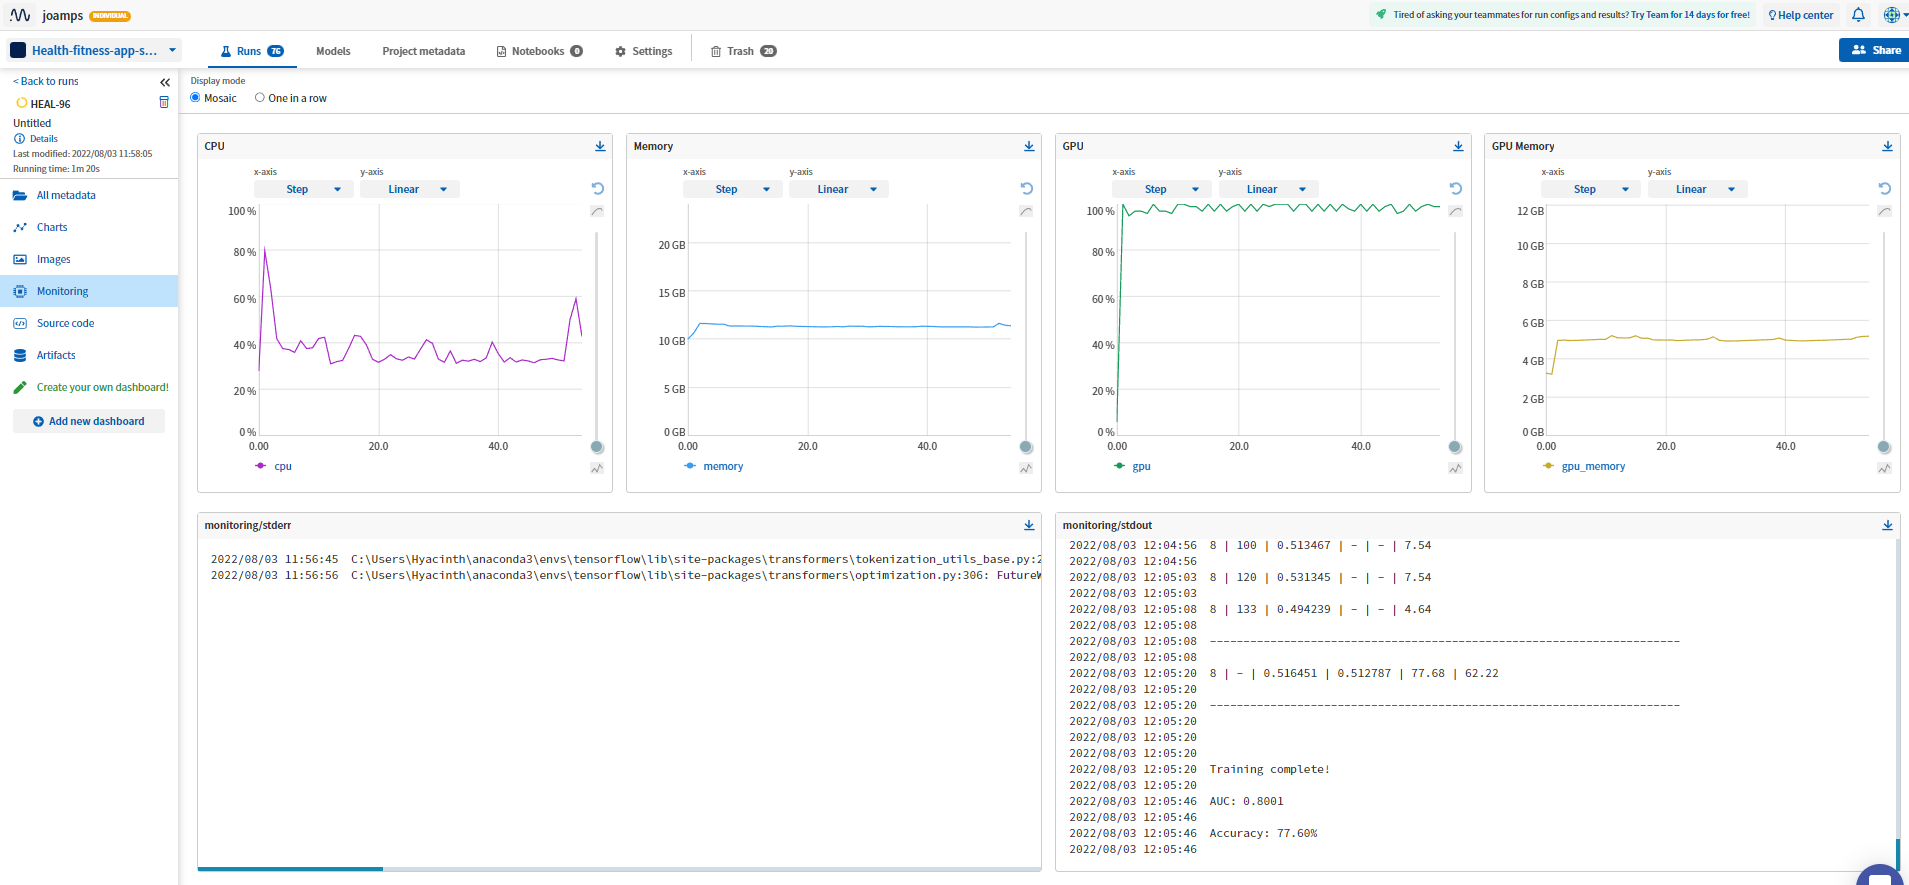 joamps INDIVIDUAL
Tired of asking your teammates for run configs and results? Try Team for 14 days for free!
Help center
Health-fitness-app-s...
Runs 76
Models
Project metadata
Notebooks 0
Settings
Trash 20
Share
< Back to runs
HEAL-96
Untitled
Details
Last modified: 2022/08/03 11:58:05
Running time: 1m 20s
All metadata
Charts
Images
Monitoring
Source code
Artifacts
Create your own dashboard!
Add new dashboard
Display mode
Mosaic
One in a row
CPU
x-axis y-axis
Step Linear
100 %
80 %
60 %
40 %
20 %
0 %
0.00 20.0 40.0
cpu
Memory
x-axis y-axis
Step Linear
20 GB
15 GB
10 GB
5 GB
0 GB
0.00 20.0 40.0
memory
GPU
x-axis y-axis
Step Linear
100 %
80 %
60 %
40 %
20 %
0 %
0.00 20.0 40.0
gpu
GPU Memory
x-axis y-axis
Step Linear
12 GB
10 GB
8 GB
6 GB
4 GB
2 GB
0 GB
0.00 20.0 40.0
gpu_memory
monitoring/stderr
2022/08/03 11:56:45 C:\Users\Hyacinth\anaconda3\envs\tensorflow\lib\site-packages\transformers\tokenization_utils_base.py:2
2022/08/03 11:56:56 C:\Users\Hyacinth\anaconda3\envs\tensorflow\lib\site-packages\transformers\optimization.py:306: FutureW
monitoring/stdout
2022/08/03 12:04:56 8 | 100 | 0.513467 | - | - | 7.54
2022/08/03 12:04:56
2022/08/03 12:05:03 8 | 120 | 0.531345 | - | - | 7.54
2022/08/03 12:05:03
2022/08/03 12:05:08 8 | 133 | 0.494239 | - | - | 4.64
2022/08/03 12:05:08
2022/08/03 12:05:08 ----------------------------------------------------------------------
2022/08/03 12:05:08
2022/08/03 12:05:20 8 | - | 0.516451 | 0.512787 | 77.68 | 62.22
2022/08/03 12:05:20
2022/08/03 12:05:20 ----------------------------------------------------------------------
2022/08/03 12:05:20
2022/08/03 12:05:20
2022/08/03 12:05:20
2022/08/03 12:05:20 Training complete!
2022/08/03 12:05:20
2022/08/03 12:05:46 AUC: 0.8001
2022/08/03 12:05:46
2022/08/03 12:05:46 Accuracy: 77.60%
2022/08/03 12:05:46